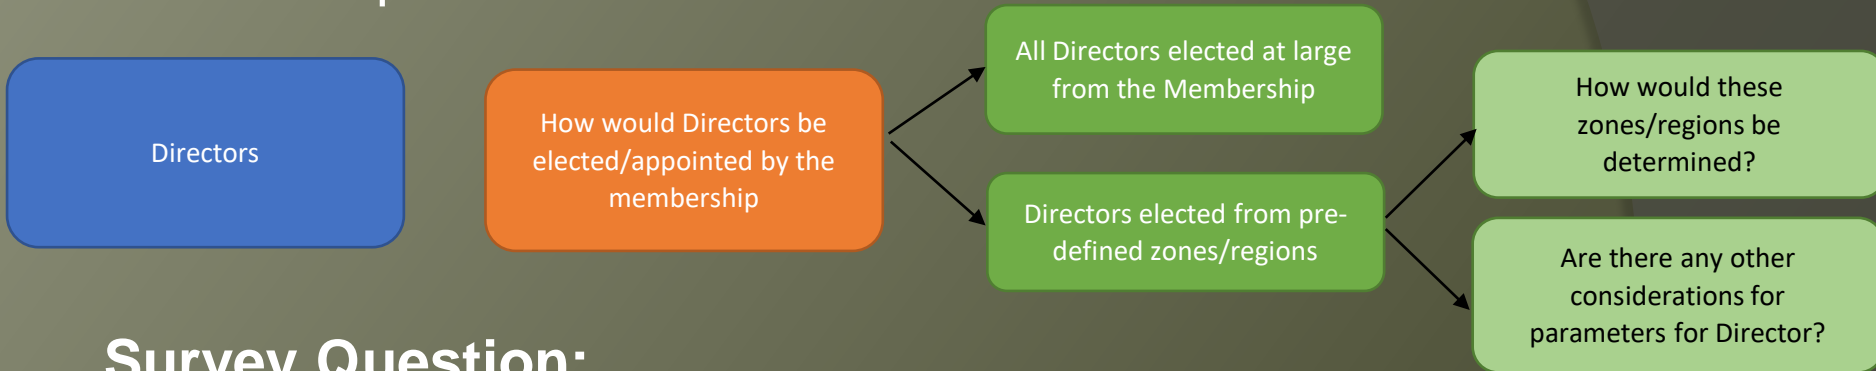 Directors
How would Directors be
elected/appointed by the
membership
All Directors elected at large
from the Membership
Directors elected from pre-
defined zones/regions
How would these
zones/regions be
determined?
Are there any other
considerations for
parameters for Director?
Survey Question: